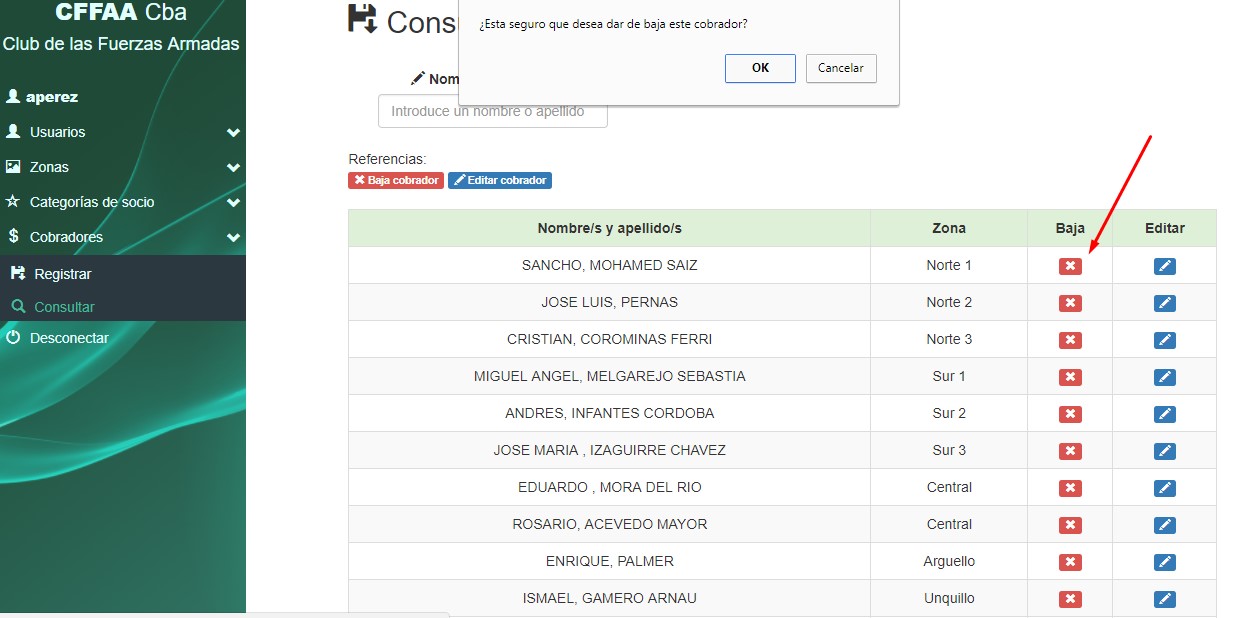 CFFAA Cba
Club de las Fuerzas Armadas
aperez
Usuarios
Zonas
Categorías de socio
Cobradores
Registrar
Consultar
Desconectar
Cons
¿Esta seguro que desea dar de baja este cobrador?
OK Cancelar
Nom
Introduce un nombre o apellido
Referencias:
Baja cobrador Editar cobrador
Nombre/s y apellido/s Zona Baja Editar
SANCHO, MOHAMED SAIZ Norte 1
JOSE LUIS, PERNAS Norte 2
CRISTIAN, COROMINAS FERRI Norte 3
MIGUEL ANGEL, MELGAREJO SEBASTIA Sur 1
ANDRES, INFANTES CORDOBA Sur 2
JOSE MARIA , IZAGUIRRE CHAVEZ Sur 3
EDUARDO , MORA DEL RIO Central
ROSARIO, ACEVEDO MAYOR Central
ENRIQUE, PALMER Arguello
ISMAEL, GAMERO ARNAU Unquillo